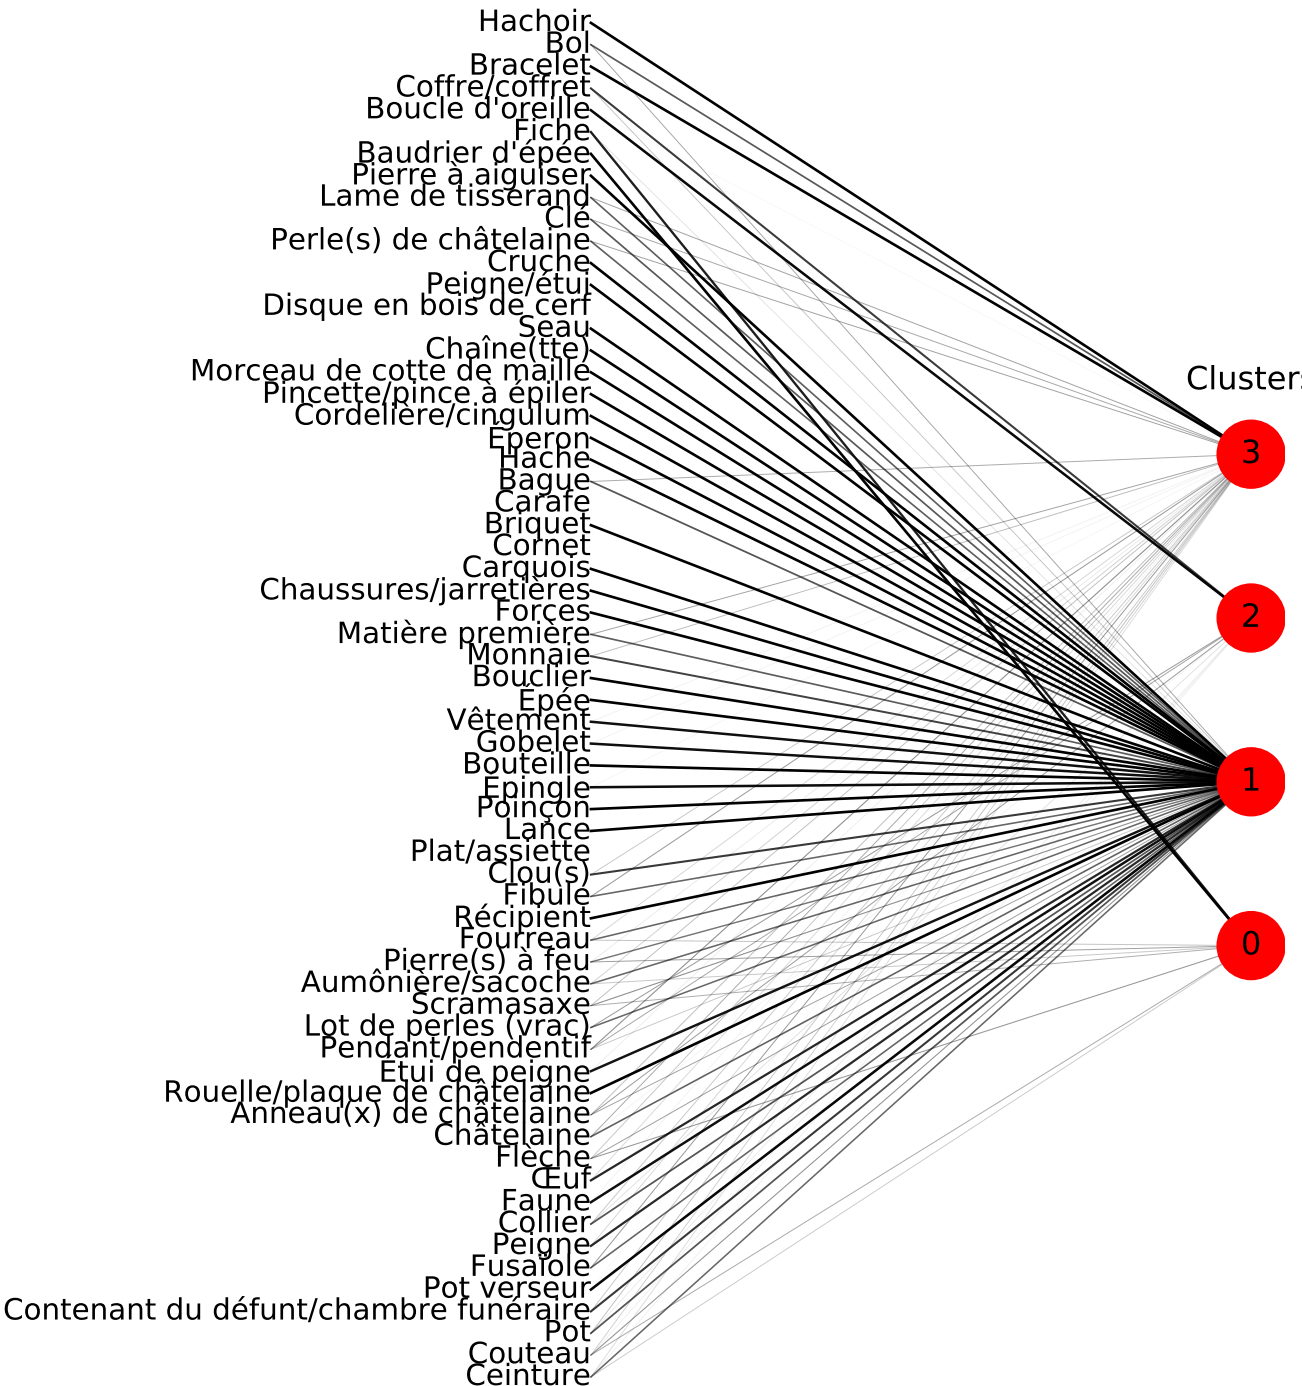 Hachoir
Bol
Bracelet
Coffre/coffret
Boucle d'oreille
Fiche
Baudrier d'épée
Pierre à aiguiser
Lame de tisserand
Clé
Perle(s) de châtelaine
Cruche
Peigne/étui
Disque en bois de cerf
Seau
Chaîne(tte)
Morceau de cotte de maille
Clusters
Pincette/pince à épiler
Cordelière/cingulum
Éperon
3
Hache
Bague
Carafe
Briquet
Cornet
Carquois
Chaussures/jarretières
Forces
2
Matière première
Monnaie
Bouclier
Épée
Vêtement
Gobelet
Bouteille
1
Épingle
Poinçon
Lance
Plat/assiette
Clou(s)
Fibule
Récipient
Fourreau
0
Pierre(s) à feu
Aumônière/sacoche
Scramasaxe
Lot de perles (vrac)
Pendant/pendentif
Étui de peigne
Rouelle/plaque de châtelaine
Anneau(x) de châtelaine
Châtelaine
Flèche
Œuf
Faune
Collier
Peigne
Fusaïole
Pot verseur
Contenant du défunt/chambre funéraire
Pot
Couteau
Ceinture